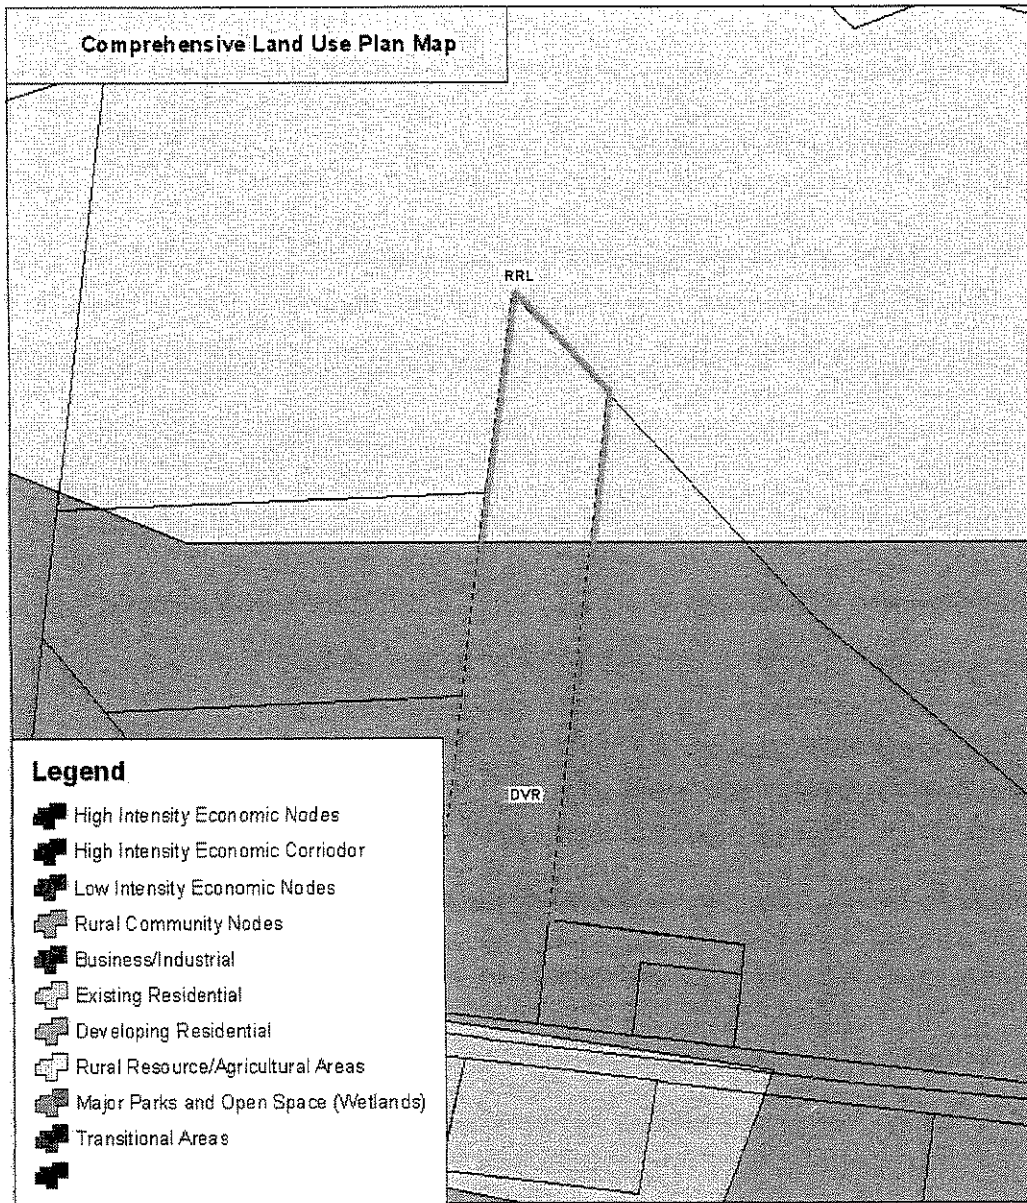 Comprehensive Land Use Plan Map
RRL
DVR
Legend
High Intensity Economic Nodes
High Intensity Economic Corriodor
Low Intensity Economic Nodes
Rural Community Nodes
Business/Industrial
Existing Residential
Developing Residential
Rural Resource/Agricultural Areas
Major Parks and Open Space (Wetlands)
Transitional Areas